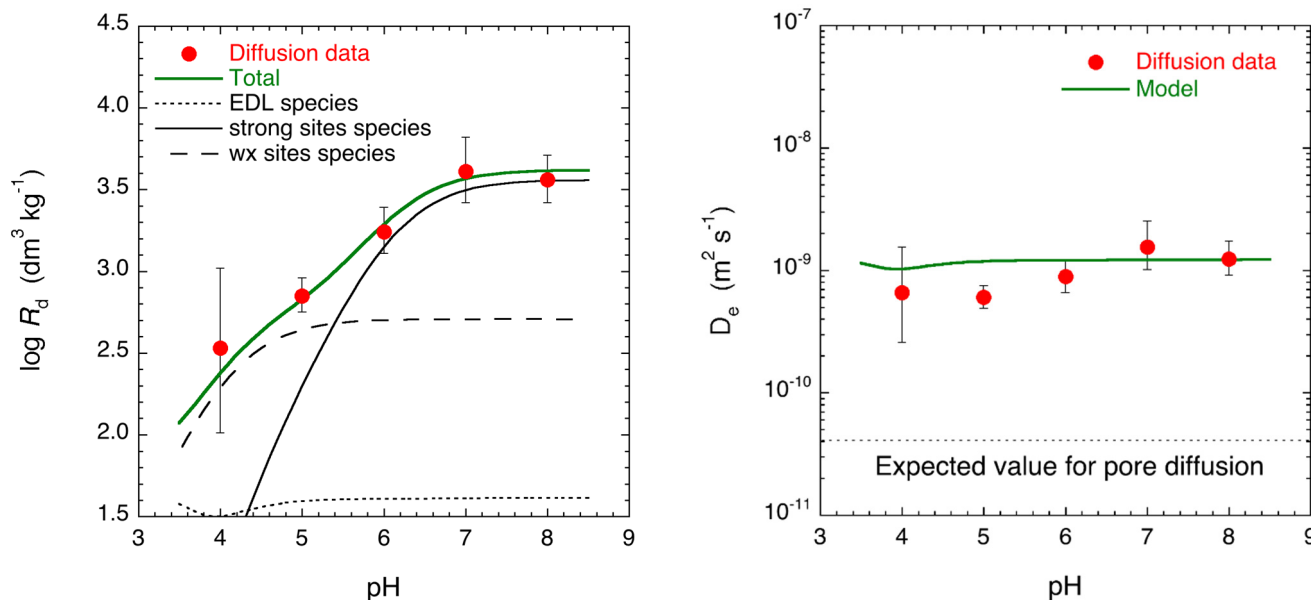 4.5
4.0
3.5
3.0
2.5
2.0
1.5
log R_d (dm³ kg⁻¹)
Diffusion data
Total
EDL species
strong sites species
wx sites species
3 4 5 6 7 8 9
pH
10⁻⁷
10⁻⁸
10⁻⁹
10⁻¹⁰
10⁻¹¹
D_e (m² s⁻¹)
Diffusion data
Model
Expected value for pore diffusion
3 4 5 6 7 8 9
pH